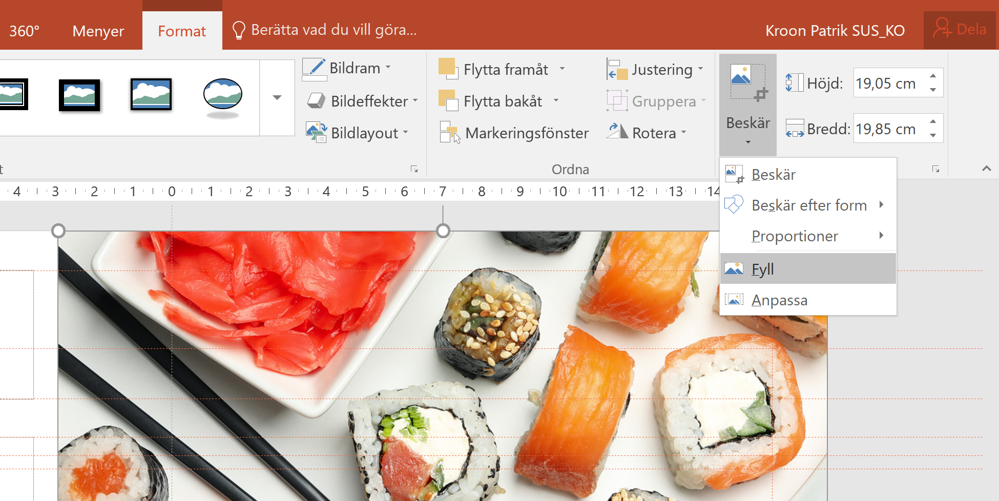 360°
Menyer
Format
Berätta vad du vill göra...
Kroon Patrik SUS_KO
Dela
Bildram
Bildeffekter
Bildlayout
Flytta framåt
Flytta bakåt
Markeringsfönster
Justering
Gruppera
Rotera
Beskär
Höjd: 19,05 cm
Bredd: 19,85 cm
t
Ordna
4 3 2 1 0 1 2 3 4 5 6 7 8 9 10 11 12 13 14
Beskär
Beskär efter form
Proportioner
Fyll
Anpassa